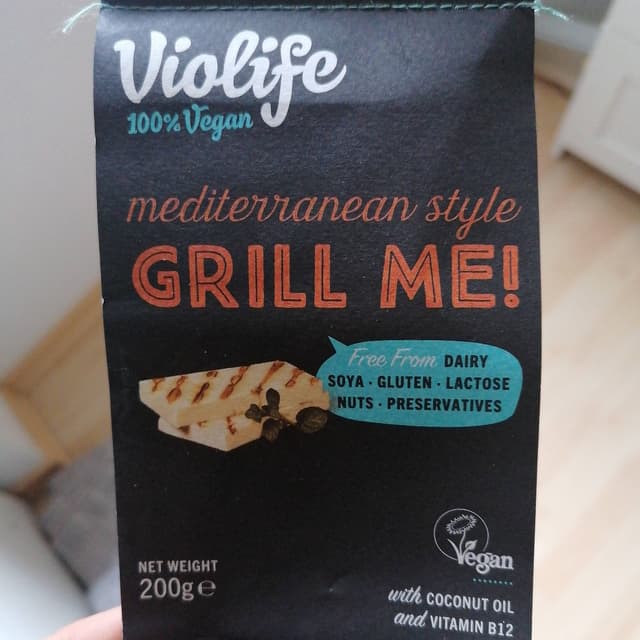 Violife
100% Vegan
mediterranean style
GRILL ME!
Free From DAIRY
SOYA · GLUTEN · LACTOSE
NUTS · PRESERVATIVES
Vegan
NET WEIGHT
200g e
with COCONUT OIL
and VITAMIN B12